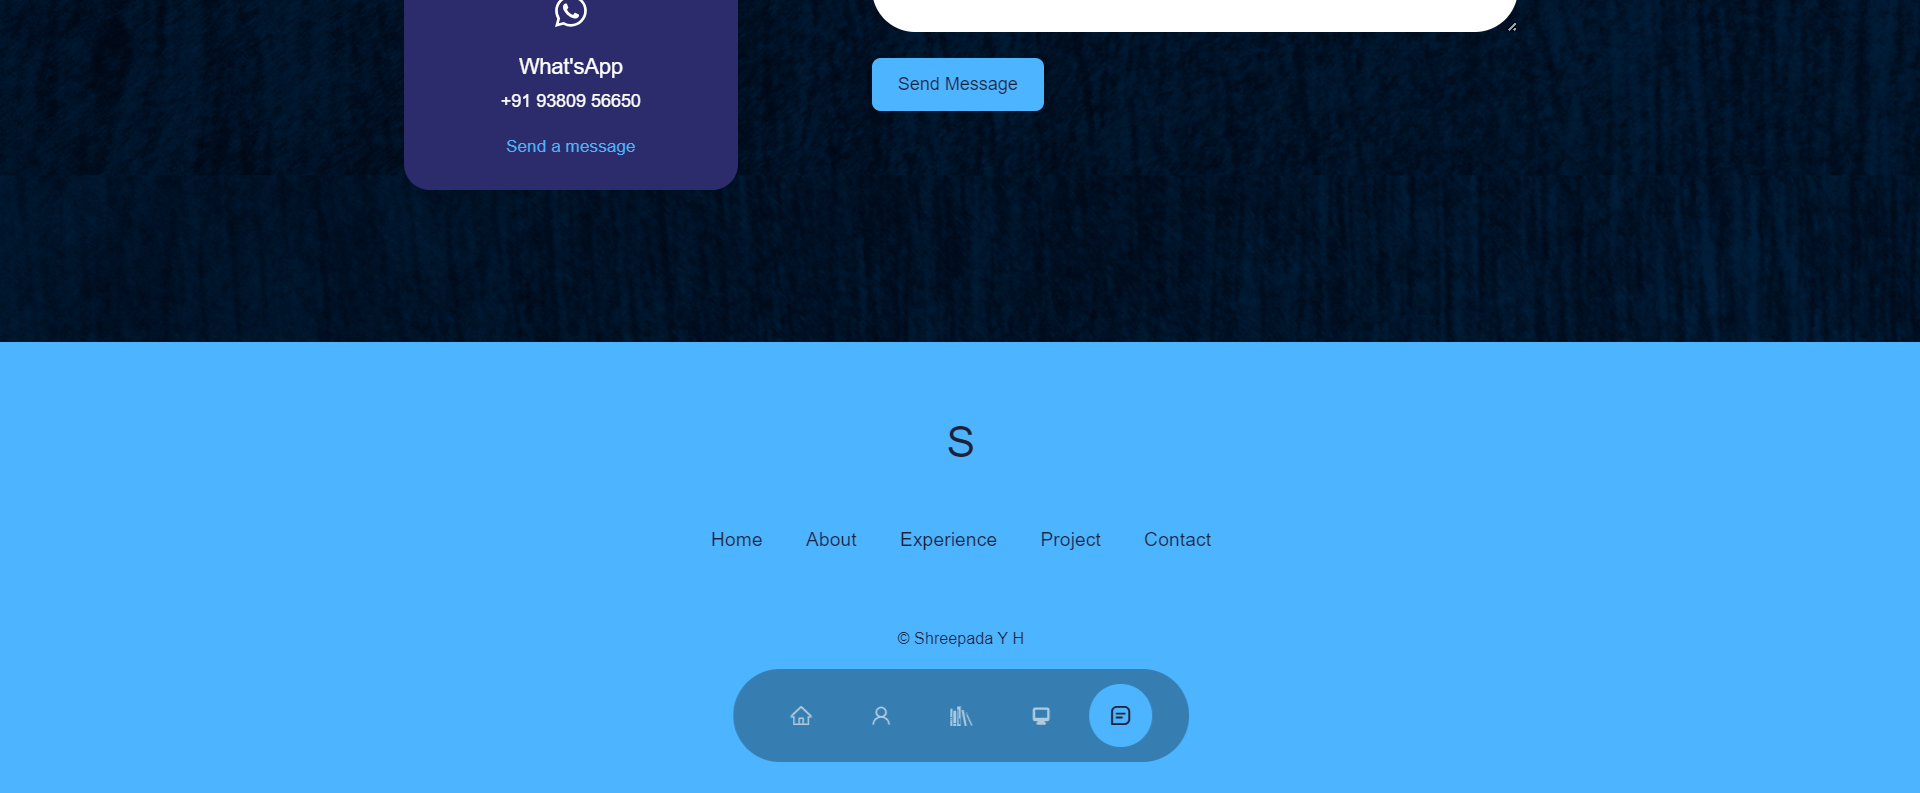 What'sApp
+91 93809 56650
Send a message
Send Message
S
Home About Experience Project Contact
© Shreepada Y H